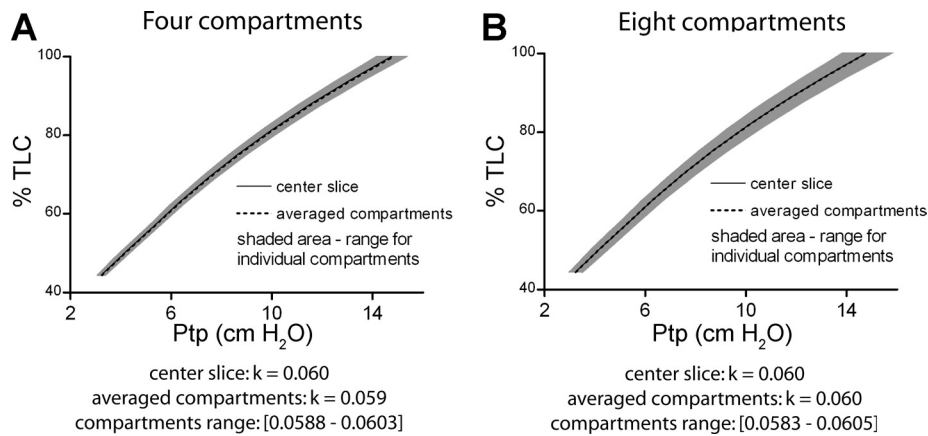 A
Four compartments
100
80
60
40
% TLC
center slice
averaged compartments
shaded area - range for
individual compartments
2
6
10
14
Ptp (cm H₂O)
center slice: k = 0.060
averaged compartments: k = 0.059
compartments range: [0.0588 - 0.0603]
B
Eight compartments
100
80
60
40
% TLC
center slice
averaged compartments
shaded area - range for
individual compartments
2
6
10
14
Ptp (cm H₂O)
center slice: k = 0.060
averaged compartments: k = 0.060
compartments range: [0.0583 - 0.0605]